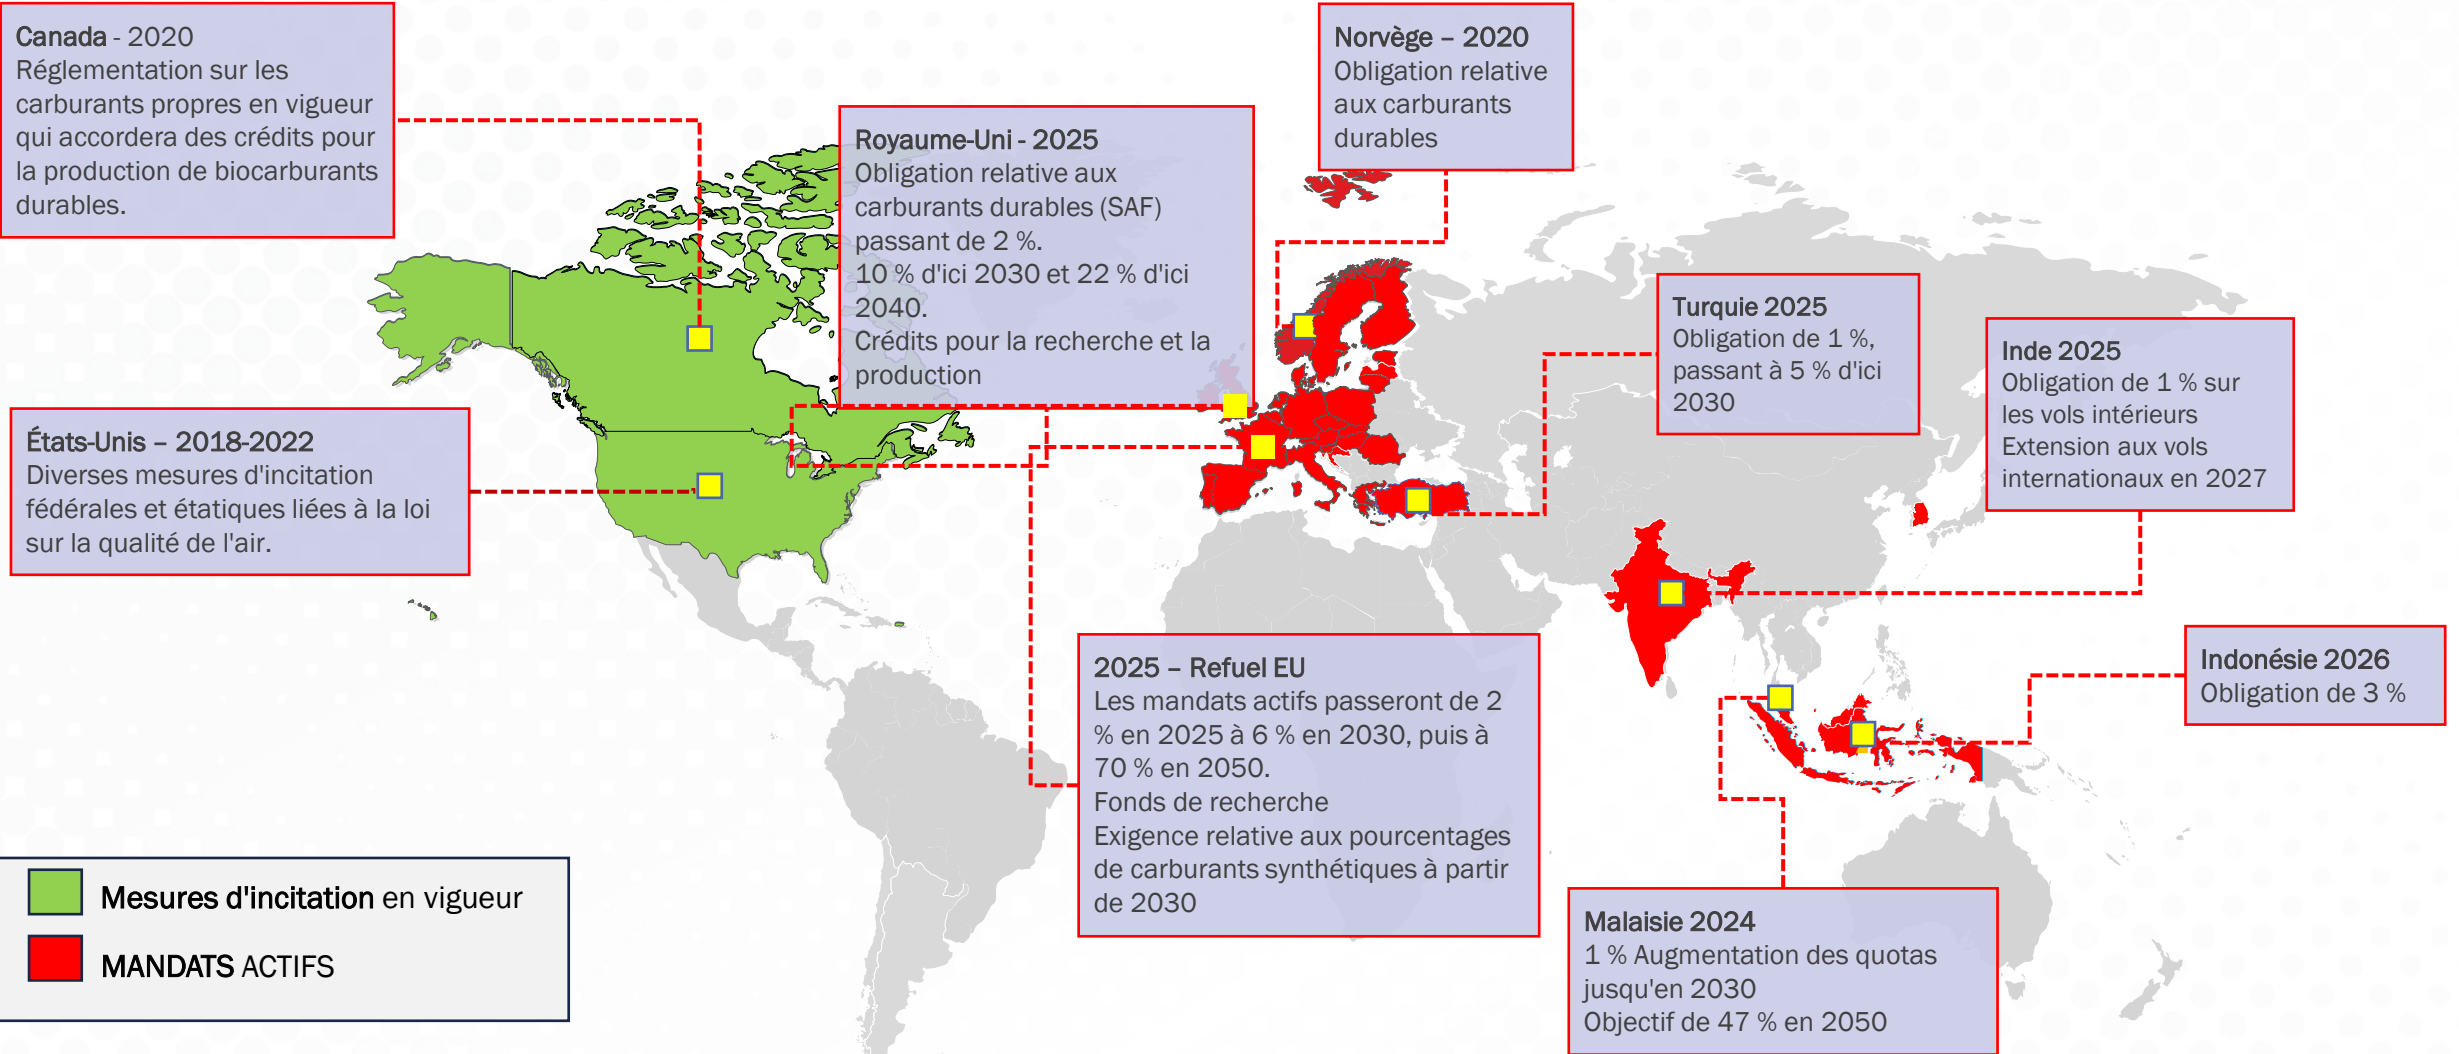 Canada - 2020
Réglementation sur les
carburants propres en vigueur
qui accordera des crédits pour
la production de biocarburants
durables.
Royaume-Uni - 2025
Obligation relative aux
carburants durables (SAF)
passant de 2 %.
10 % d'ici 2030 et 22 % d'ici
2040.
Crédits pour la recherche et la
production
Norvège – 2020
Obligation relative
aux carburants
durables
Turquie 2025
Obligation de 1 %,
passant à 5 % d'ici
2030
Inde 2025
Obligation de 1 % sur
les vols intérieurs
Extension aux vols
internationaux en 2027
États-Unis – 2018-2022
Diverses mesures d'incitation
fédérales et étatiques liées à la loi
sur la qualité de l'air.
2025 – Refuel EU
Les mandats actifs passeront de 2
% en 2025 à 6 % en 2030, puis à
70 % en 2050.
Fonds de recherche
Exigence relative aux pourcentages
de carburants synthétiques à partir
de 2030
Indonésie 2026
Obligation de 3 %
Malaisie 2024
1 % Augmentation des quotas
jusqu'en 2030
Objectif de 47 % en 2050
Mesures d'incitation en vigueur
MANDATS ACTIFS